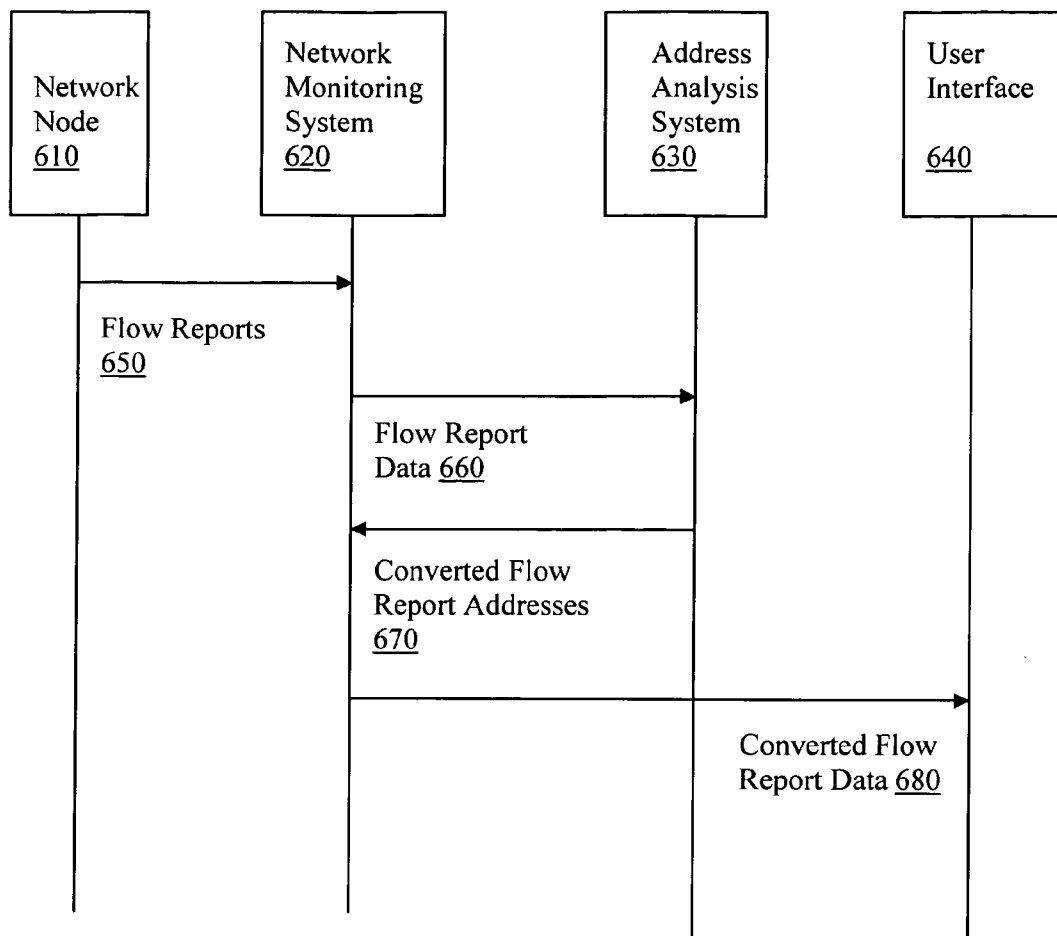 Network
Node
610
Network
Monitoring
System
620
Address
Analysis
System
630
User
Interface
640
Flow Reports
650
Flow Report
Data 660
Converted Flow
Report Addresses
670
Converted Flow
Report Data 680